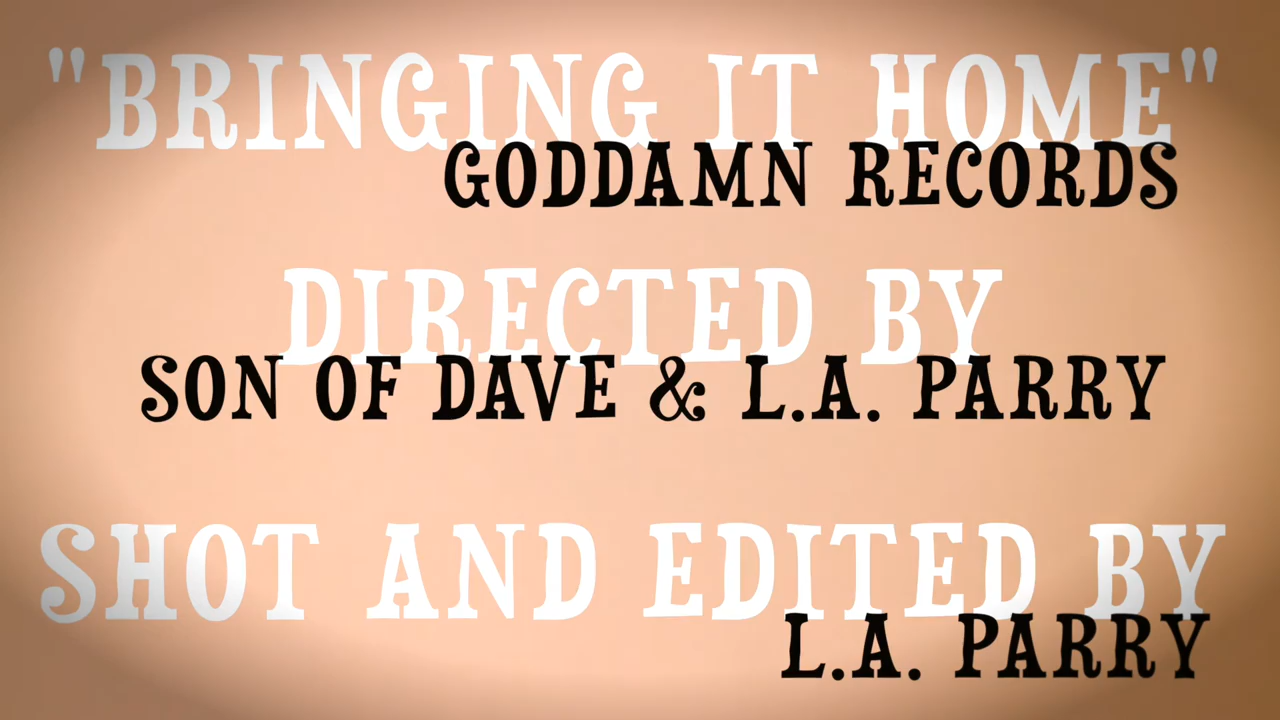 "BRINGING IT HOME"
GODDAMN RECORDS
DIRECTED BY
SON OF DAVE & L.A. PARRY
SHOT AND EDITED BY
L.A. PARRY